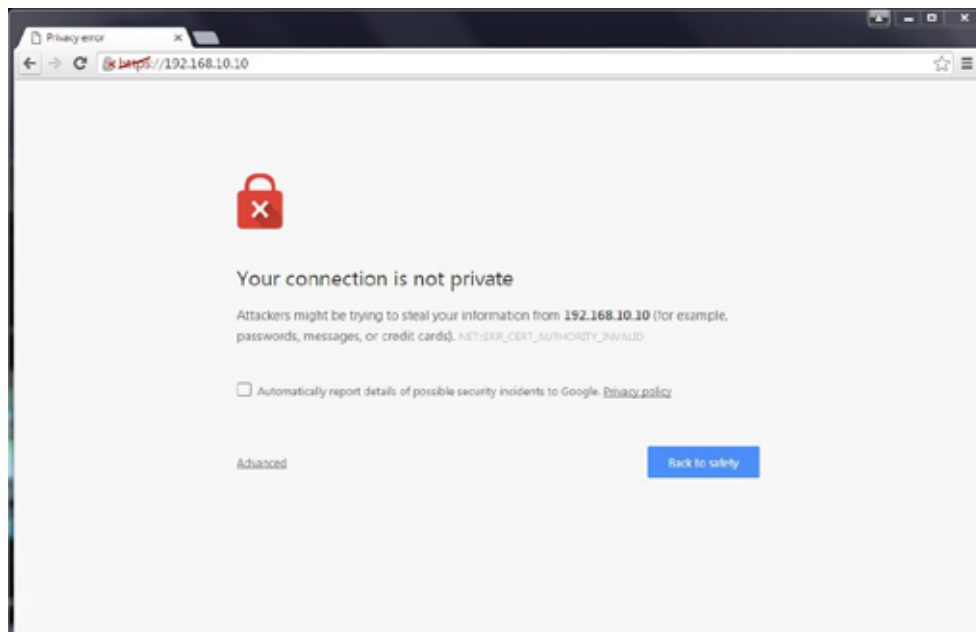 Privacy error
https://192.168.10.10
Your connection is not private
Attackers might be trying to steal your information from 192.168.10.10 (for example,
passwords, messages, or credit cards). NET::ERR_CERT_AUTHORITY_INVALID
Automatically report details of possible security incidents to Google. Privacy policy
Advanced
Back to safety